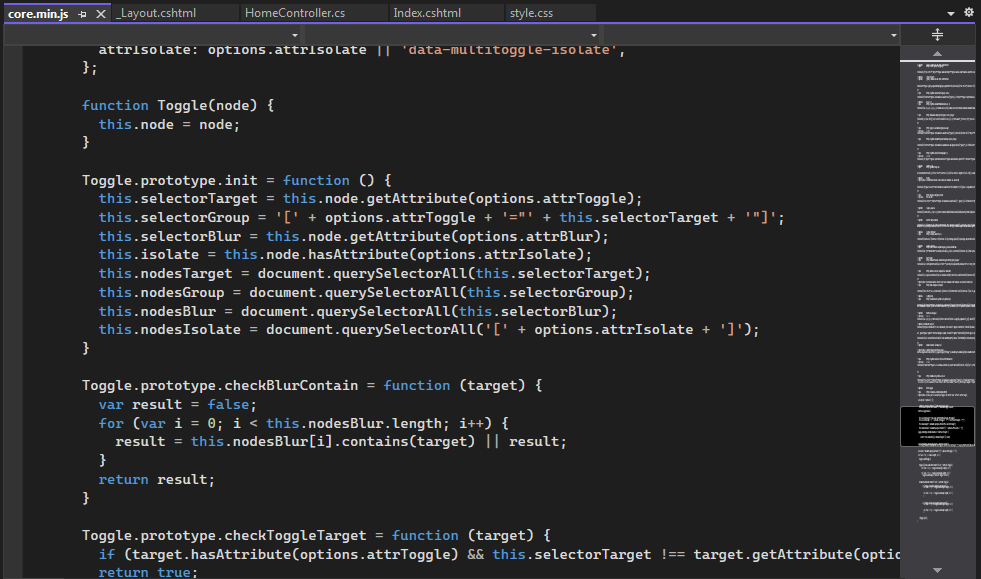 core.min.js
_Layout.cshtml
HomeController.cs
Index.cshtml
style.css
attrIsolate: options.attrIsolate || 'data-multitoggle-isolate',
};
function Toggle(node) {
this.node = node;
}
Toggle.prototype.init = function () {
this.selectorTarget = this.node.getAttribute(options.attrToggle);
this.selectorGroup = '[' + options.attrToggle + '="' + this.selectorTarget + '"]';
this.selectorBlur = this.node.getAttribute(options.attrBlur);
this.isolate = this.node.hasAttribute(options.attrIsolate);
this.nodesTarget = document.querySelectorAll(this.selectorTarget);
this.nodesGroup = document.querySelectorAll(this.selectorGroup);
this.nodesBlur = document.querySelectorAll(this.selectorBlur);
this.nodesIsolate = document.querySelectorAll('[' + options.attrIsolate + ']');
}
Toggle.prototype.checkBlurContain = function (target) {
var result = false;
for (var i = 0; i < this.nodesBlur.length; i++) {
result = this.nodesBlur[i].contains(target) || result;
}
return result;
}
Toggle.prototype.checkToggleTarget = function (target) {
if (target.hasAttribute(options.attrToggle) && this.selectorTarget !== target.getAttribute(optio
return true;